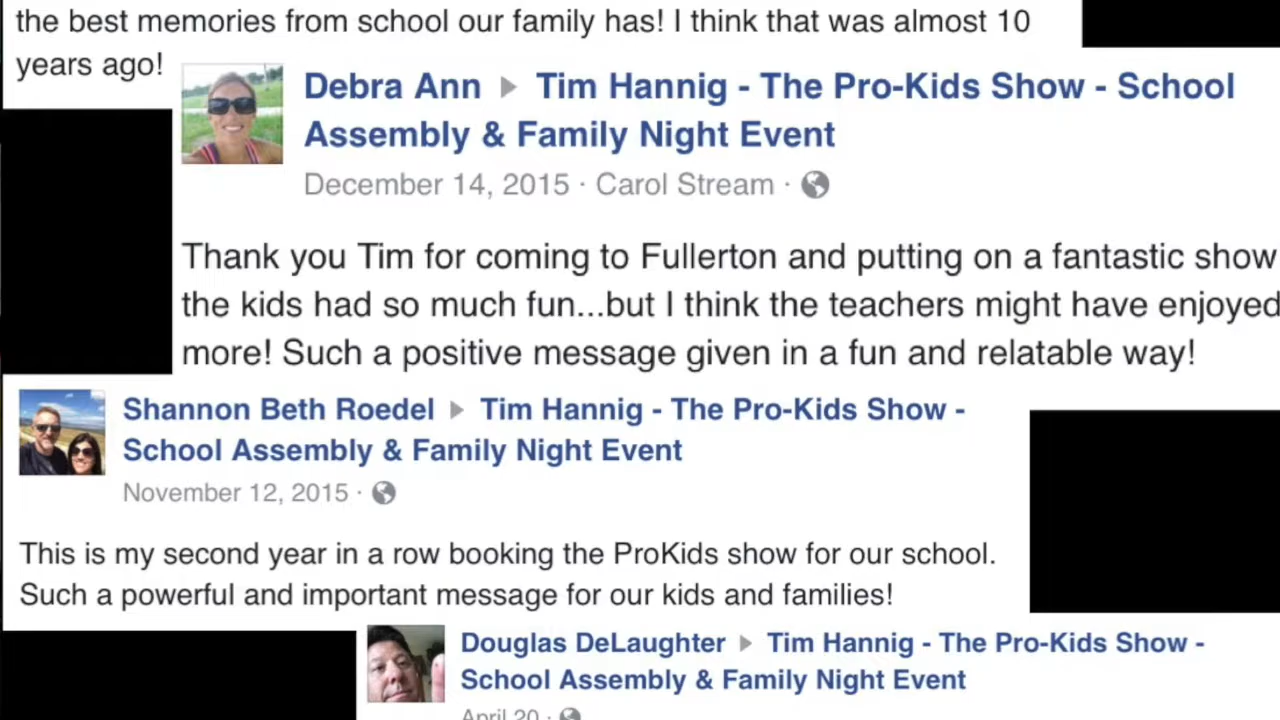 the best memories from school our family has! I think that was almost 10
years ago!
Debra Ann ▸ Tim Hannig - The Pro-Kids Show - School
Assembly & Family Night Event
December 14, 2015 · Carol Stream ·
Thank you Tim for coming to Fullerton and putting on a fantastic show
the kids had so much fun...but I think the teachers might have enjoyed
more! Such a positive message given in a fun and relatable way!
Shannon Beth Roedel ▸ Tim Hannig - The Pro-Kids Show -
School Assembly & Family Night Event
November 12, 2015 ·
This is my second year in a row booking the ProKids show for our school.
Such a powerful and important message for our kids and families!
Douglas DeLaughter ▸ Tim Hannig - The Pro-Kids Show -
School Assembly & Family Night Event
April 20 ·